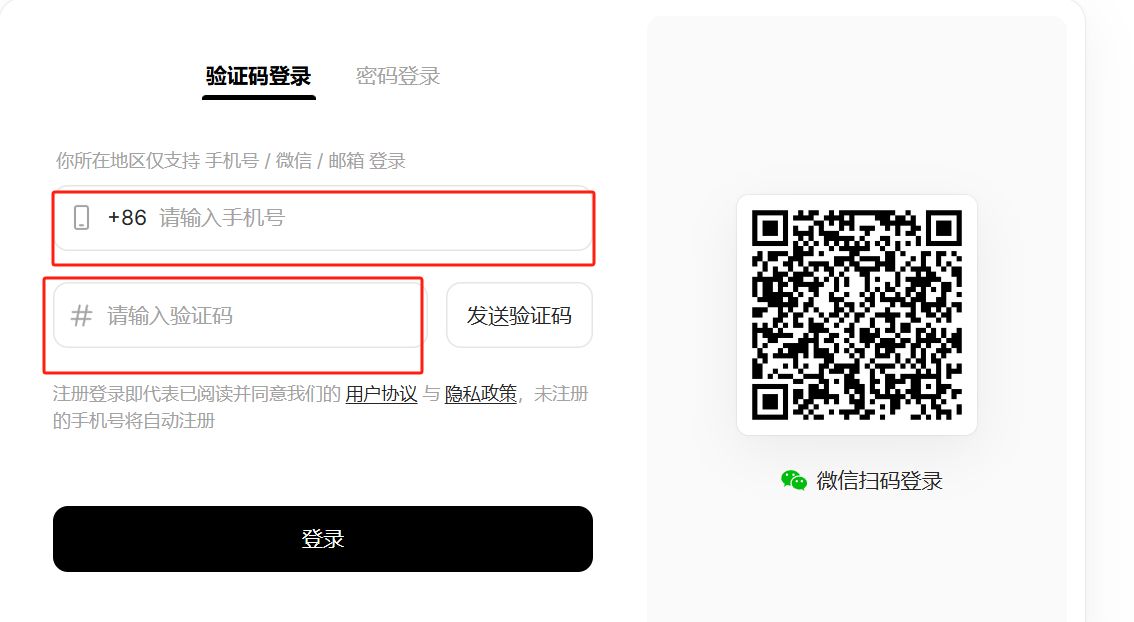 验证码登录 密码登录
你所在地区仅支持 手机号 / 微信 / 邮箱 登录
+86 请输入手机号
# 请输入验证码 发送验证码
注册登录即代表已阅读并同意我们的 用户协议 与 隐私政策，未注册
的手机号将自动注册
登录
微信扫码登录